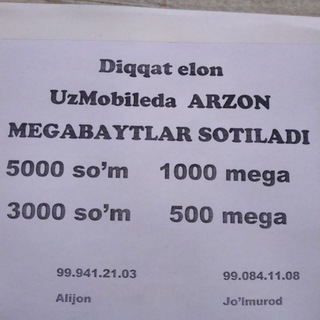 Diqqat elon
UzMobileda ARZON
MEGABAYTLAR SOTILADI
5000 so'm 1000 mega
3000 so'm 500 mega
99.941.21.03 99.084.11.08
Alijon Jo'lmurod